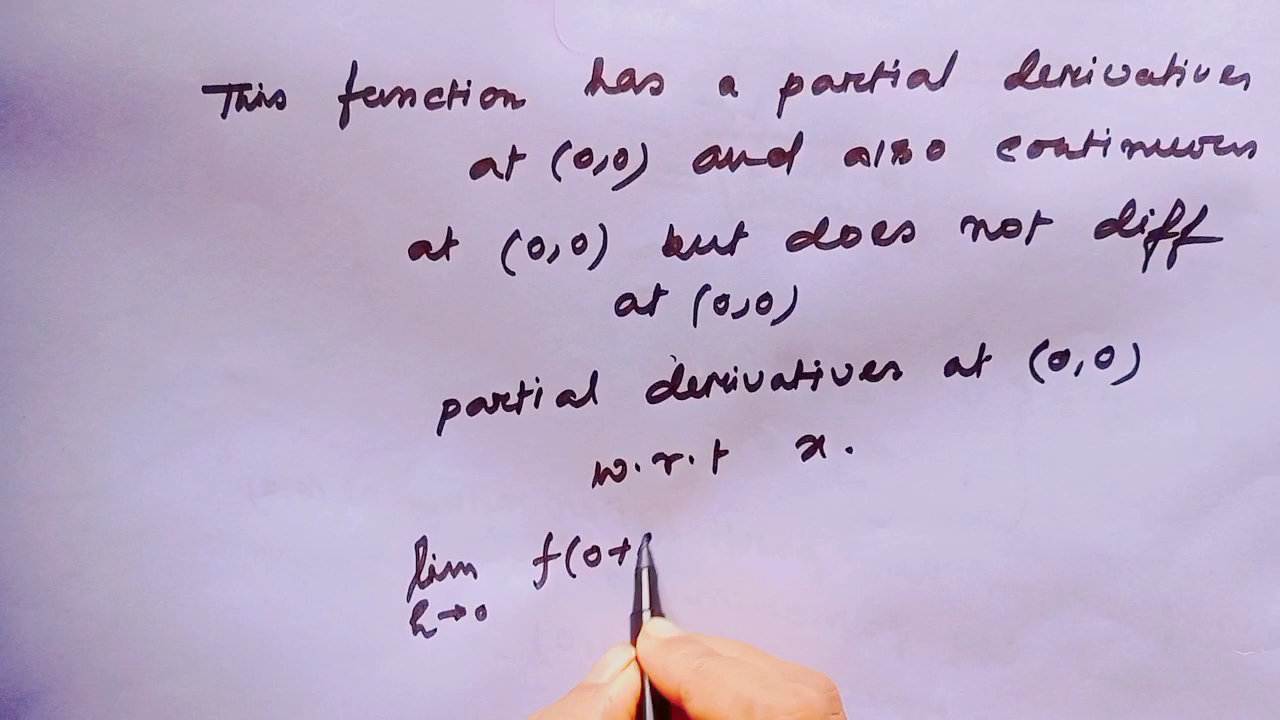 This function has a partial derivatives
at (0,0) and also continuous
at (0,0) but does not diff
at (0,0)
partial derivatives at (0,0)
w.r.t x.
lim f(0+
h→0